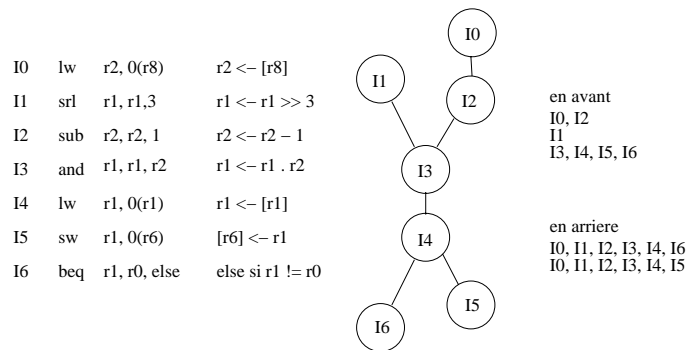 I0 lw r2, 0(r8) r2 <− [r8]
I1 srl r1, r1,3 r1 <− r1 >> 3
I2 sub r2, r2, 1 r2 <− r2 − 1
I3 and r1, r1, r2 r1 <− r1 . r2
I4 lw r1, 0(r1) r1 <− [r1]
I5 sw r1, 0(r6) [r6] <− r1
I6 beq r1, r0, else else si r1 != r0
I0
I1
I2
I3
I4
I5
I6
en avant
I0, I2
I1
I3, I4, I5, I6
en arriere
I0, I1, I2, I3, I4, I6
I0, I1, I2, I3, I4, I5